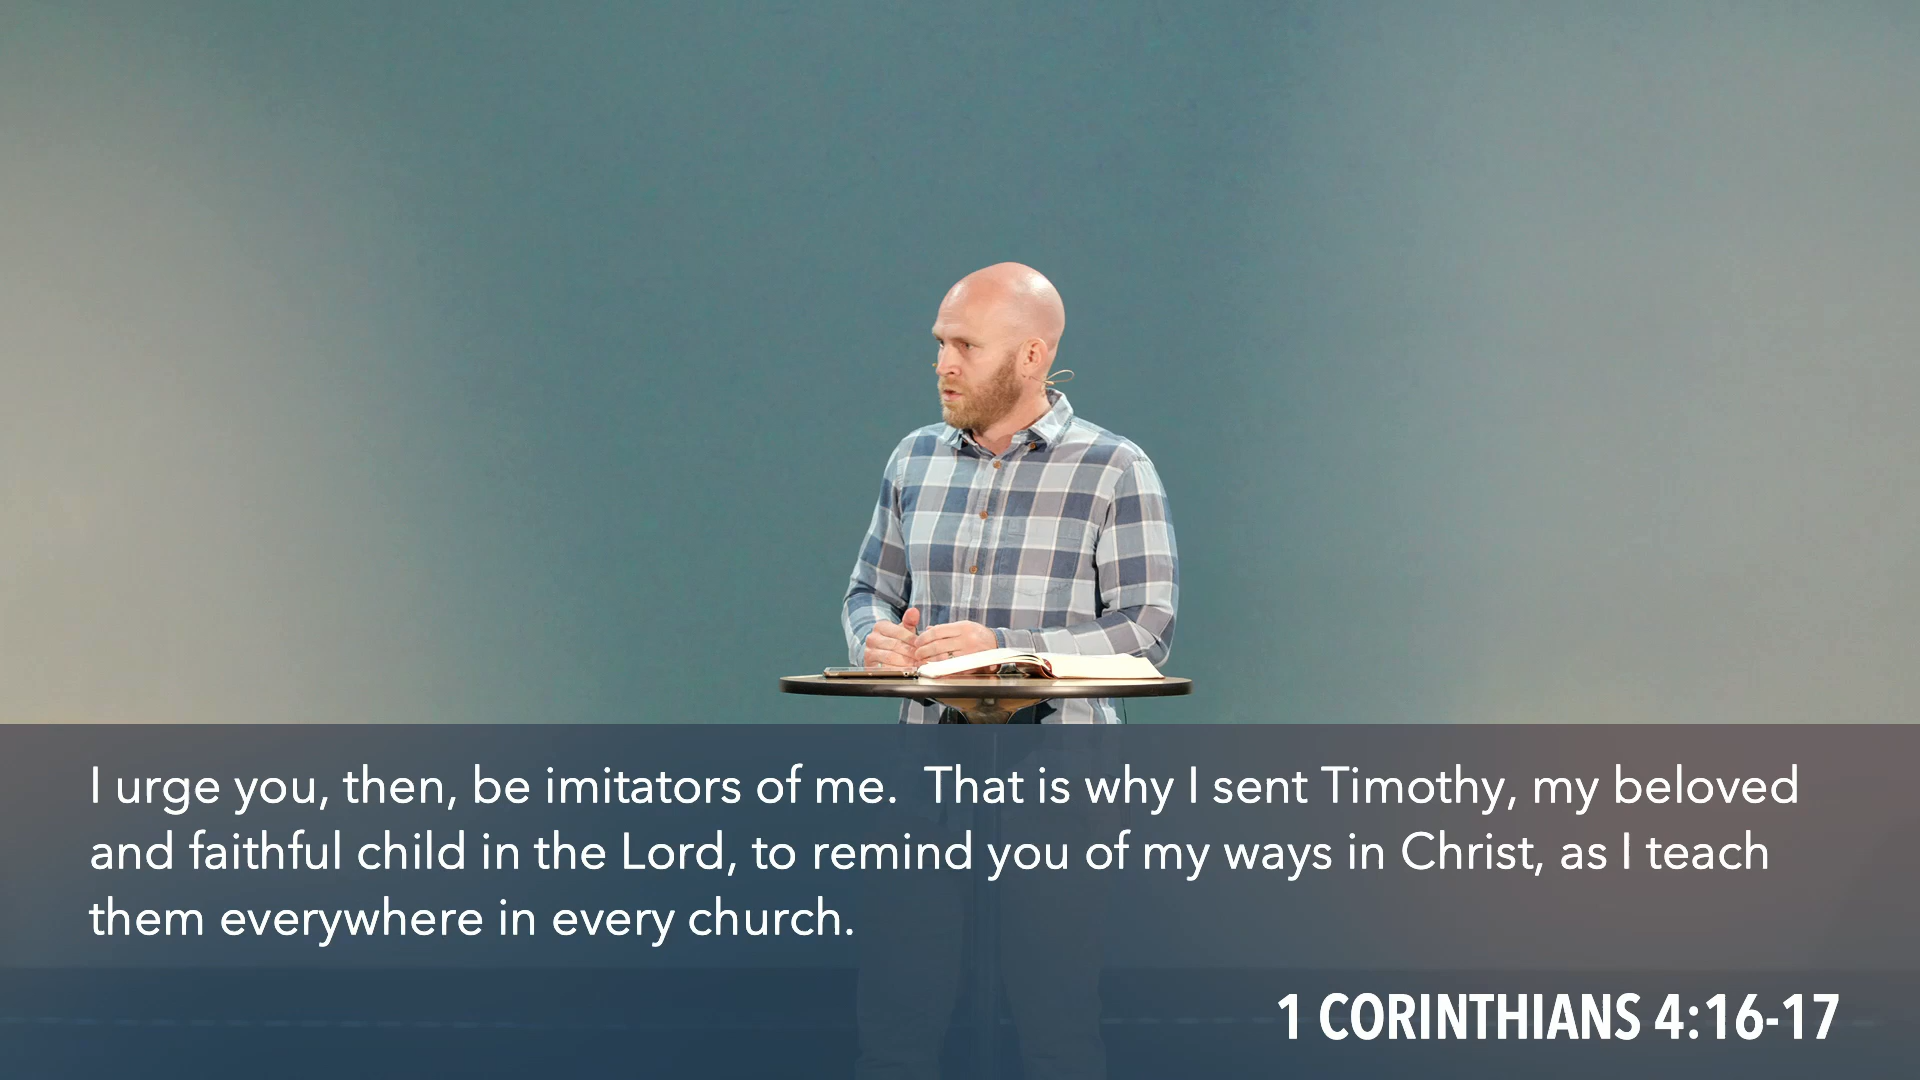 I urge you, then, be imitators of me.  That is why I sent Timothy, my beloved
and faithful child in the Lord, to remind you of my ways in Christ, as I teach
them everywhere in every church.
1 CORINTHIANS 4:16-17